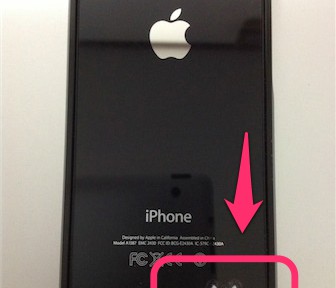 iPhone
Designed by Apple in California Assembled in China
Model A1387 EMC 2430 FCC ID BCG-E2430A IC 579C-E2430A
FC CE